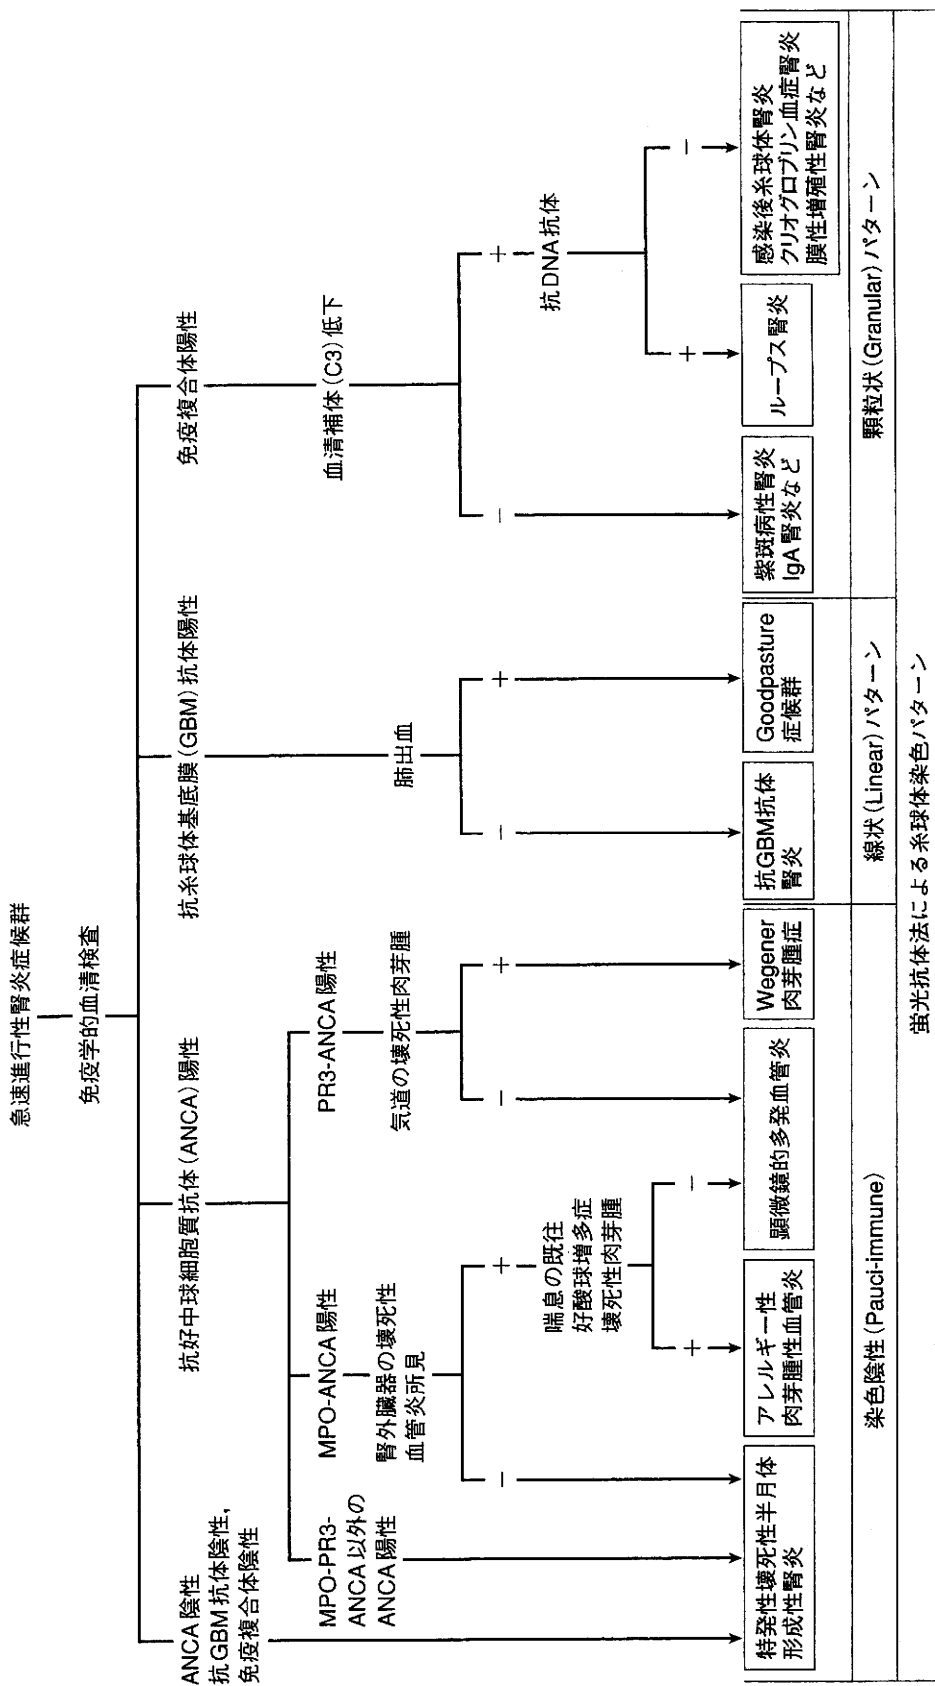 急速進行性腎炎症候群
免疫学的血清検査
ANCA陰性
抗GBM抗体陰性,
免疫複合体陰性
抗好中球細胞質抗体(ANCA)陽性
抗糸球体基底膜(GBM)抗体陽性
免疫複合体陽性
MPO-PR3-
ANCA以外の
ANCA陽性
MPO-ANCA陽性
腎外臓器の壊死性
血管炎所見
PR3-ANCA陽性
気道の壊死性肉芽腫
肺出血
血清補体(C3)低下
−
+
−
+
−
+
−
+
喘息の既往
好酸球増多症
壊死性肉芽腫
抗DNA抗体
+
−
+
−
特発性壊死性半月体
形成性腎炎
アレルギー性
肉芽腫性血管炎
顕微鏡的多発血管炎
Wegener
肉芽腫症
抗GBM抗体
腎炎
Goodpasture
症候群
紫斑病性腎炎
IgA腎炎など
ループス腎炎
感染後糸球体腎炎
クリオグロブリン血症腎炎
膜性増殖性腎炎など
染色陰性(Pauci-immune)
線状(Linear)パターン
顆粒状(Granular)パターン
蛍光抗体法による糸球体染色パターン